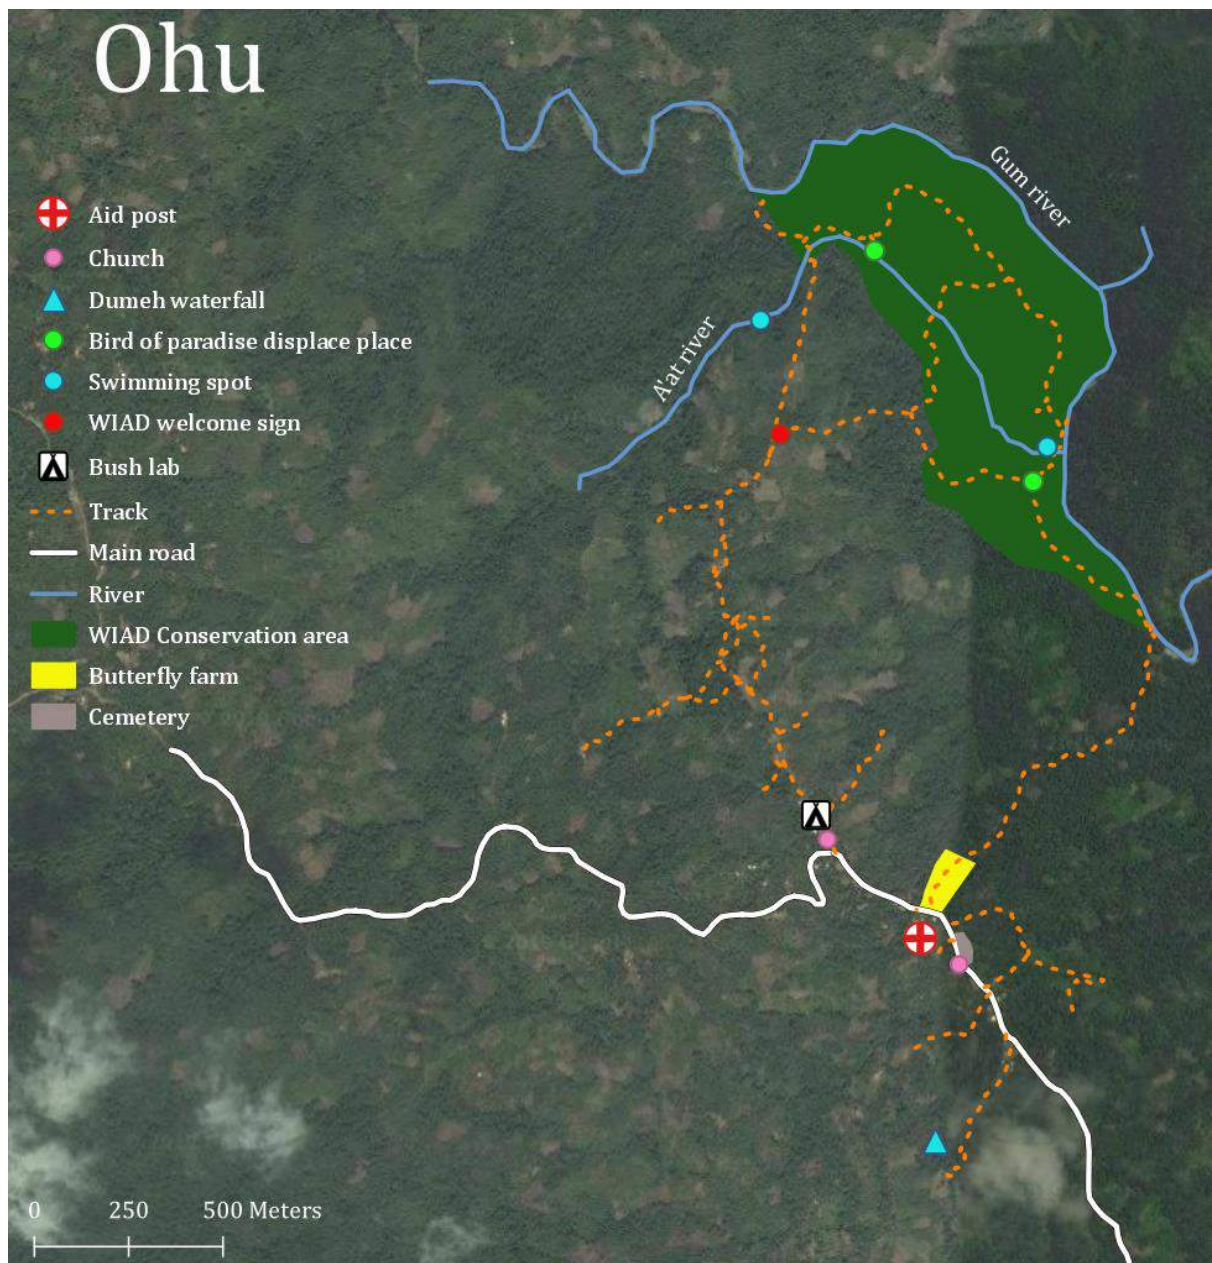 Ohu
Gum river
A'at river
Aid post
Church
Dumeh waterfall
Bird of paradise displace place
Swimming spot
WIAD welcome sign
Bush lab
Track
Main road
River
WIAD Conservation area
Butterfly farm
Cemetery
0 250 500 Meters